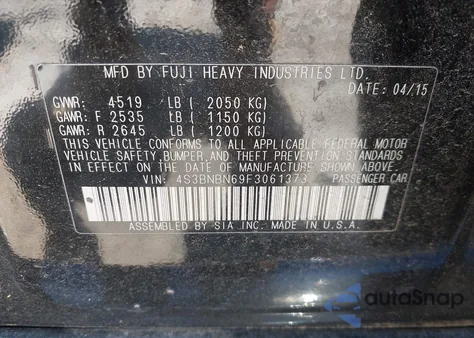 MFD BY FUJI HEAVY INDUSTRIES LTD.
DATE: 04/15
GVWR: 4519 LB ( 2050 KG)
GAWR: F 2535 LB ( 1150 KG)
GAWR: R 2645 LB ( 1200 KG)
THIS VEHICLE CONFORMS TO ALL APPLICABLE FEDERAL MOTOR
VEHICLE SAFETY,BUMPER,AND THEFT PREVENTION STANDARDS
IN EFFECT ON THE DATE OF MANUFACTURE SHOWN ABOVE.
VIN: 4S3BNBN69F3061373 PASSENGER CAR
ASSEMBLED BY SIA INC. MADE IN U.S.A.
autoSnap